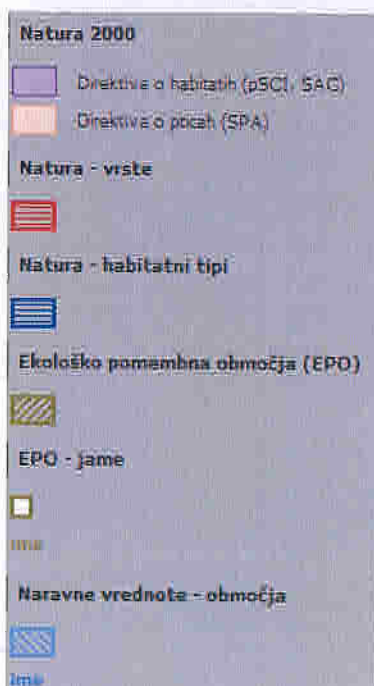 Natura 2000
Direktiva o habitatih (pSCI, SAC)
Direktiva o pticah (SPA)
Natura - vrste
Natura - habitatni tipi
Ekološko pomembna območja (EPO)
EPO - jame
Ime
Naravne vrednote - območja
Ime